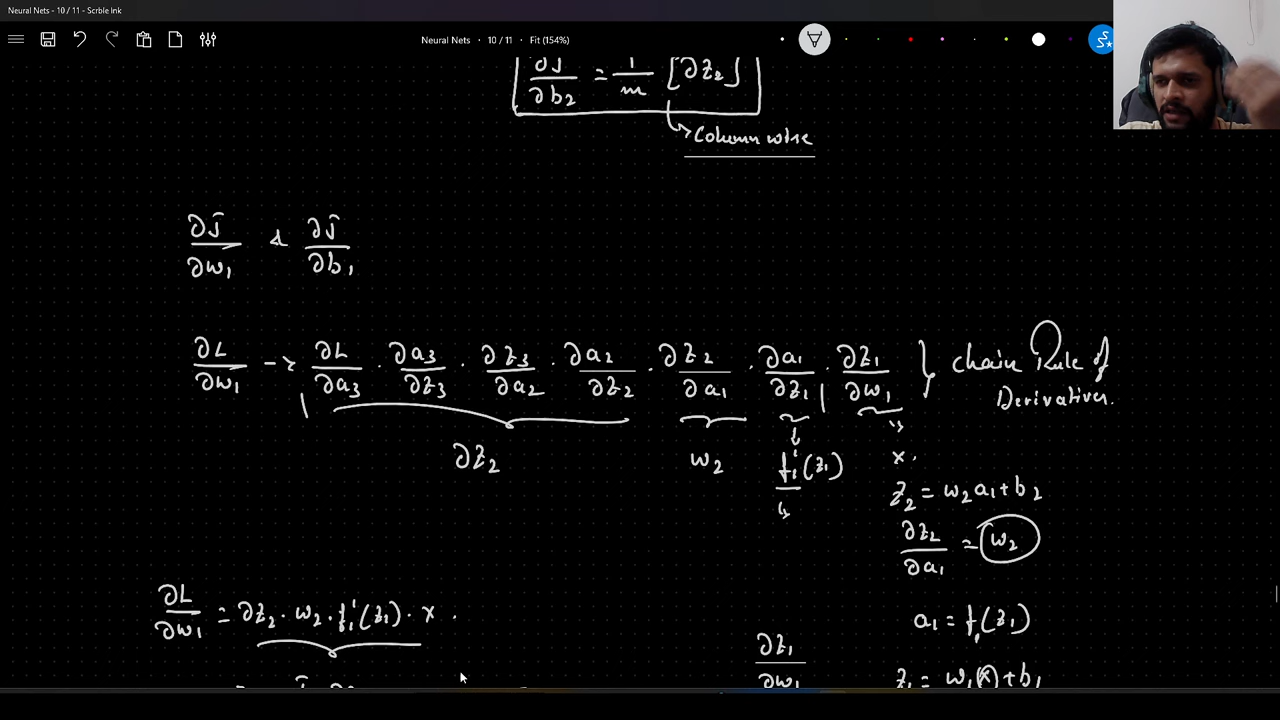 Neural Nets - 10 / 11 - Scrble Ink
Neural Nets • 10 / 11 • Fit (154%)
∂J/∂b₂ = 1/m [∂z₂]
↳ Column wise
∂J/∂w₁ & ∂J/∂b₁
∂L/∂w₁ -> ∂L/∂a₃ · ∂a₃/∂z₃ · ∂z₃/∂a₂ · ∂a₂/∂z₂ · ∂z₂/∂a₁ · ∂a₁/∂z₁ · ∂z₁/∂w₁ } Chain Rule of
Derivatives.
∂z₂ w₂ f₁'(z₁) x.
z₂ = w₂a₁+b₂
∂z₂/∂a₁ = w₂
∂L/∂w₁ = ∂z₂ · w₂ · f₁'(z₁) · x .
a₁ = f₁(z₁)
∂z₁/∂w₁
z₁ = w₁(x)+b₁